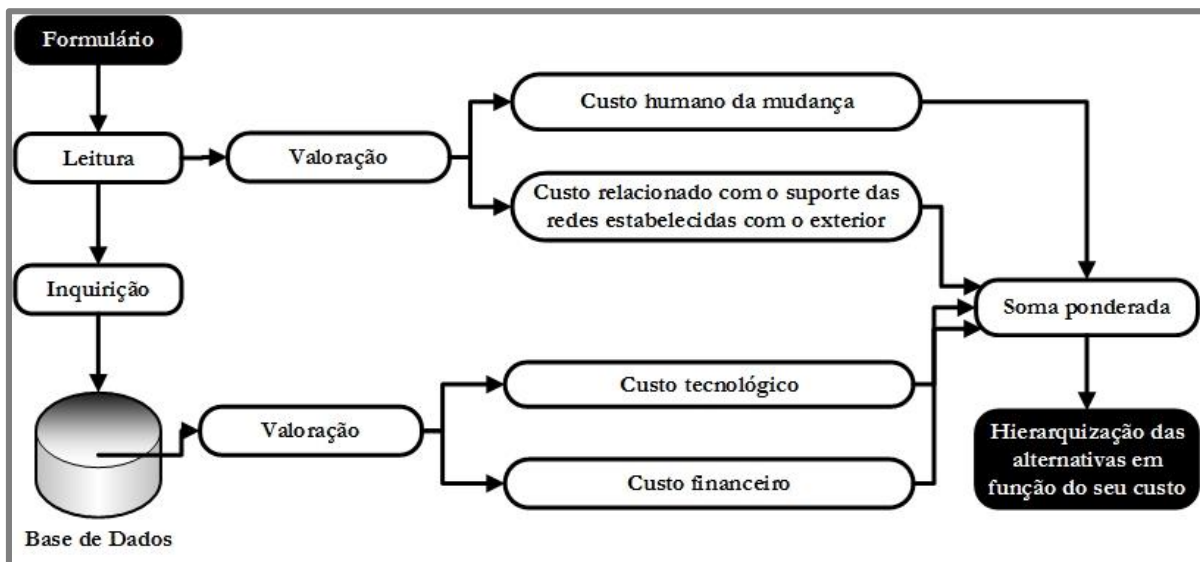 Formulário
Leitura
Valoração
Custo humano da mudança
Custo relacionado com o suporte das
redes estabelecidas com o exterior
Inquirição
Soma ponderada
Base de Dados
Valoração
Custo tecnológico
Custo financeiro
Hierarquização das
alternativas em
função do seu custo